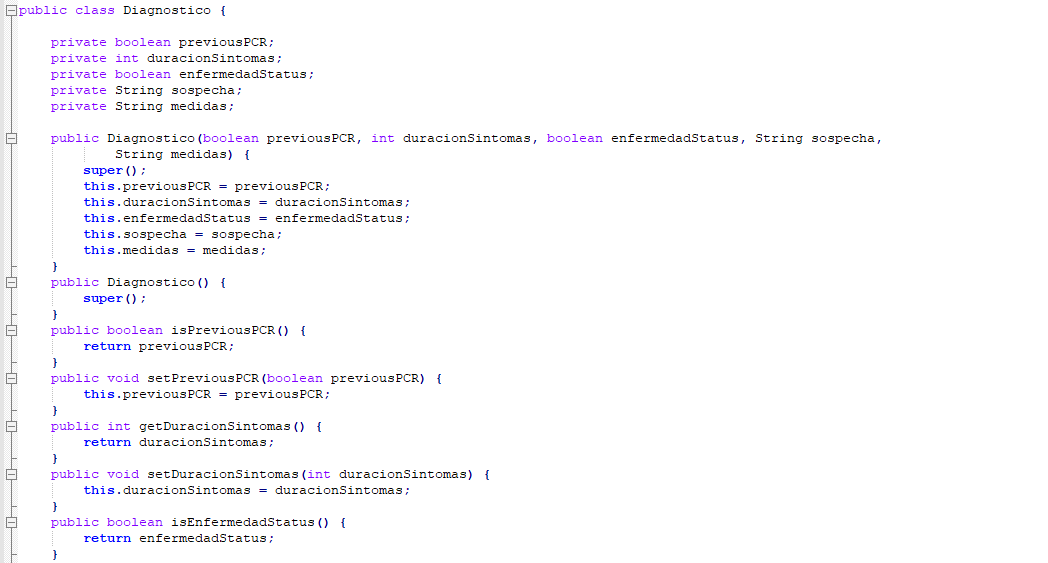 public class Diagnostico {
private boolean previousPCR;
private int duracionSintomas;
private boolean enfermedadStatus;
private String sospecha;
private String medidas;
public Diagnostico(boolean previousPCR, int duracionSintomas, boolean enfermedadStatus, String sospecha,
String medidas) {
super();
this.previousPCR = previousPCR;
this.duracionSintomas = duracionSintomas;
this.enfermedadStatus = enfermedadStatus;
this.sospecha = sospecha;
this.medidas = medidas;
}
public Diagnostico() {
super();
}
public boolean isPreviousPCR() {
return previousPCR;
}
public void setPreviousPCR(boolean previousPCR) {
this.previousPCR = previousPCR;
}
public int getDuracionSintomas() {
return duracionSintomas;
}
public void setDuracionSintomas(int duracionSintomas) {
this.duracionSintomas = duracionSintomas;
}
public boolean isEnfermedadStatus() {
return enfermedadStatus;
}